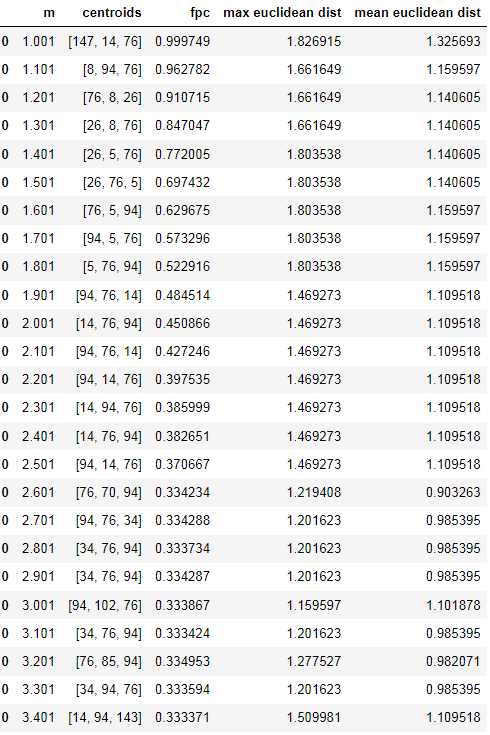 m centroids fpc max euclidean dist mean euclidean dist
0 1.001 [147, 14, 76] 0.999749 1.826915 1.325693
0 1.101 [8, 94, 76] 0.962782 1.661649 1.159597
0 1.201 [76, 8, 26] 0.910715 1.661649 1.140605
0 1.301 [26, 8, 76] 0.847047 1.661649 1.140605
0 1.401 [26, 5, 76] 0.772005 1.803538 1.140605
0 1.501 [26, 76, 5] 0.697432 1.803538 1.140605
0 1.601 [76, 5, 94] 0.629675 1.803538 1.159597
0 1.701 [94, 5, 76] 0.573296 1.803538 1.159597
0 1.801 [5, 76, 94] 0.522916 1.803538 1.159597
0 1.901 [94, 76, 14] 0.484514 1.469273 1.109518
0 2.001 [14, 76, 94] 0.450866 1.469273 1.109518
0 2.101 [94, 76, 14] 0.427246 1.469273 1.109518
0 2.201 [94, 14, 76] 0.397535 1.469273 1.109518
0 2.301 [14, 94, 76] 0.385999 1.469273 1.109518
0 2.401 [14, 76, 94] 0.382651 1.469273 1.109518
0 2.501 [94, 14, 76] 0.370667 1.469273 1.109518
0 2.601 [76, 70, 94] 0.334234 1.219408 0.903263
0 2.701 [94, 76, 34] 0.334288 1.201623 0.985395
0 2.801 [34, 76, 94] 0.333734 1.201623 0.985395
0 2.901 [34, 76, 94] 0.334287 1.201623 0.985395
0 3.001 [94, 102, 76] 0.333867 1.159597 1.101878
0 3.101 [34, 76, 94] 0.333424 1.201623 0.985395
0 3.201 [76, 85, 94] 0.334953 1.277527 0.982071
0 3.301 [34, 94, 76] 0.333594 1.201623 0.985395
0 3.401 [14, 94, 143] 0.333371 1.509981 1.109518